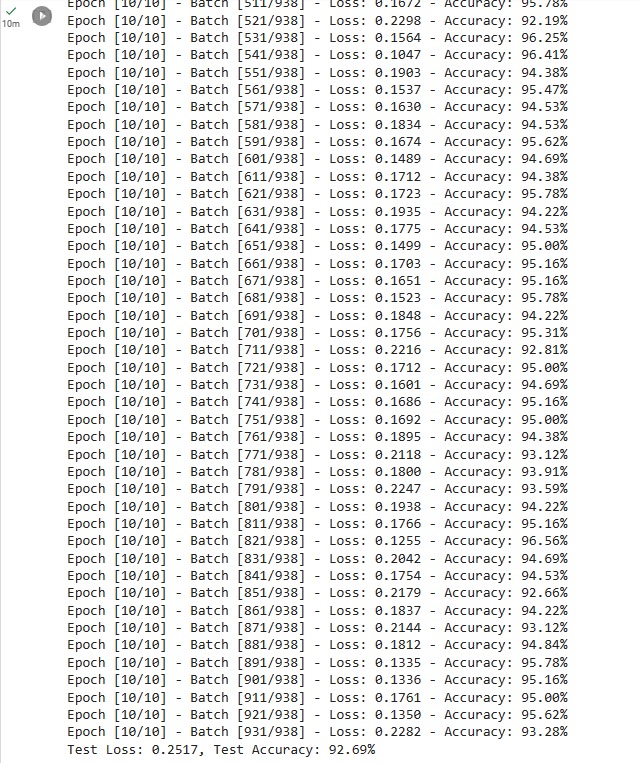 Epoch [10/10] - Batch [511/938] - Loss: 0.1672 - Accuracy: 95.78%
10m
Epoch [10/10] - Batch [521/938] - Loss: 0.2298 - Accuracy: 92.19%
Epoch [10/10] - Batch [531/938] - Loss: 0.1564 - Accuracy: 96.25%
Epoch [10/10] - Batch [541/938] - Loss: 0.1047 - Accuracy: 96.41%
Epoch [10/10] - Batch [551/938] - Loss: 0.1903 - Accuracy: 94.38%
Epoch [10/10] - Batch [561/938] - Loss: 0.1537 - Accuracy: 95.47%
Epoch [10/10] - Batch [571/938] - Loss: 0.1630 - Accuracy: 94.53%
Epoch [10/10] - Batch [581/938] - Loss: 0.1834 - Accuracy: 94.53%
Epoch [10/10] - Batch [591/938] - Loss: 0.1674 - Accuracy: 95.62%
Epoch [10/10] - Batch [601/938] - Loss: 0.1489 - Accuracy: 94.69%
Epoch [10/10] - Batch [611/938] - Loss: 0.1712 - Accuracy: 94.38%
Epoch [10/10] - Batch [621/938] - Loss: 0.1723 - Accuracy: 95.78%
Epoch [10/10] - Batch [631/938] - Loss: 0.1935 - Accuracy: 94.22%
Epoch [10/10] - Batch [641/938] - Loss: 0.1775 - Accuracy: 94.53%
Epoch [10/10] - Batch [651/938] - Loss: 0.1499 - Accuracy: 95.00%
Epoch [10/10] - Batch [661/938] - Loss: 0.1703 - Accuracy: 95.16%
Epoch [10/10] - Batch [671/938] - Loss: 0.1651 - Accuracy: 95.16%
Epoch [10/10] - Batch [681/938] - Loss: 0.1523 - Accuracy: 95.78%
Epoch [10/10] - Batch [691/938] - Loss: 0.1848 - Accuracy: 94.22%
Epoch [10/10] - Batch [701/938] - Loss: 0.1756 - Accuracy: 95.31%
Epoch [10/10] - Batch [711/938] - Loss: 0.2216 - Accuracy: 92.81%
Epoch [10/10] - Batch [721/938] - Loss: 0.1712 - Accuracy: 95.00%
Epoch [10/10] - Batch [731/938] - Loss: 0.1601 - Accuracy: 94.69%
Epoch [10/10] - Batch [741/938] - Loss: 0.1686 - Accuracy: 95.16%
Epoch [10/10] - Batch [751/938] - Loss: 0.1692 - Accuracy: 95.00%
Epoch [10/10] - Batch [761/938] - Loss: 0.1895 - Accuracy: 94.38%
Epoch [10/10] - Batch [771/938] - Loss: 0.2118 - Accuracy: 93.12%
Epoch [10/10] - Batch [781/938] - Loss: 0.1800 - Accuracy: 93.91%
Epoch [10/10] - Batch [791/938] - Loss: 0.2247 - Accuracy: 93.59%
Epoch [10/10] - Batch [801/938] - Loss: 0.1938 - Accuracy: 94.22%
Epoch [10/10] - Batch [811/938] - Loss: 0.1766 - Accuracy: 95.16%
Epoch [10/10] - Batch [821/938] - Loss: 0.1255 - Accuracy: 96.56%
Epoch [10/10] - Batch [831/938] - Loss: 0.2042 - Accuracy: 94.69%
Epoch [10/10] - Batch [841/938] - Loss: 0.1754 - Accuracy: 94.53%
Epoch [10/10] - Batch [851/938] - Loss: 0.2179 - Accuracy: 92.66%
Epoch [10/10] - Batch [861/938] - Loss: 0.1837 - Accuracy: 94.22%
Epoch [10/10] - Batch [871/938] - Loss: 0.2144 - Accuracy: 93.12%
Epoch [10/10] - Batch [881/938] - Loss: 0.1812 - Accuracy: 94.84%
Epoch [10/10] - Batch [891/938] - Loss: 0.1335 - Accuracy: 95.78%
Epoch [10/10] - Batch [901/938] - Loss: 0.1336 - Accuracy: 95.16%
Epoch [10/10] - Batch [911/938] - Loss: 0.1761 - Accuracy: 95.00%
Epoch [10/10] - Batch [921/938] - Loss: 0.1350 - Accuracy: 95.62%
Epoch [10/10] - Batch [931/938] - Loss: 0.2282 - Accuracy: 93.28%
Test Loss: 0.2517, Test Accuracy: 92.69%